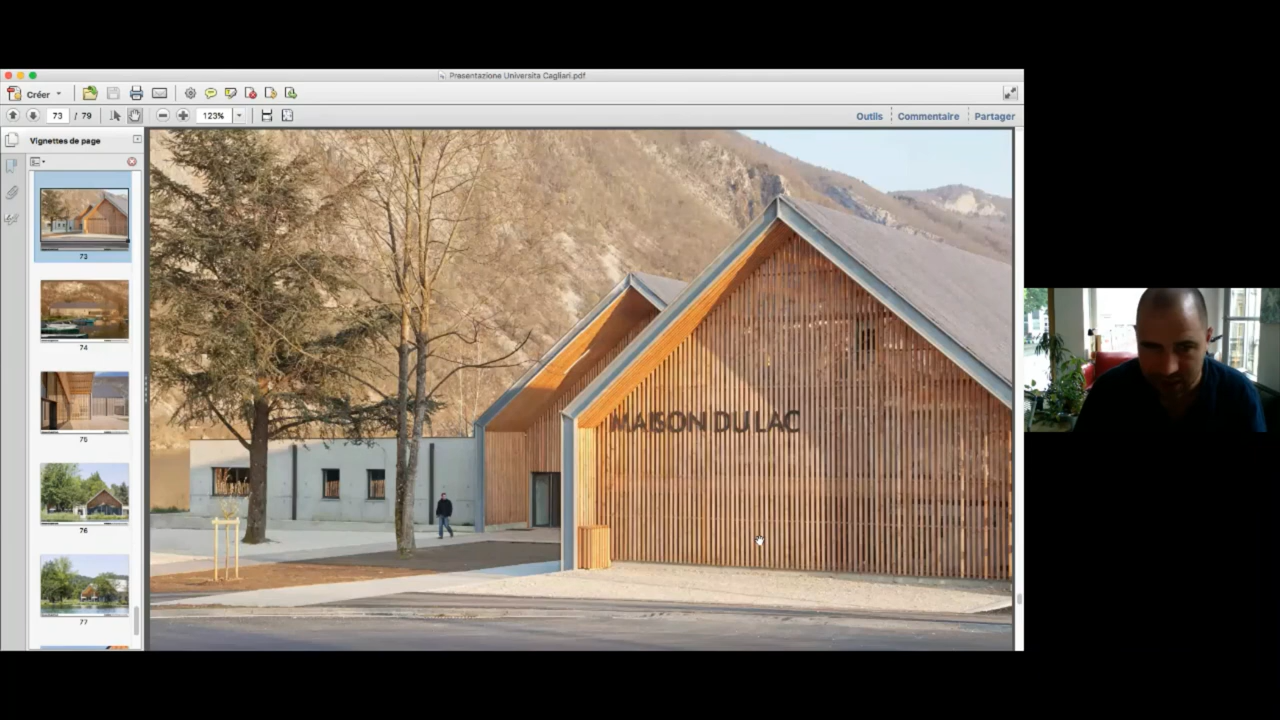 Presentazione Universita Cagliari.pdf
Créer
73 / 79
123%
Outils
Commentaire
Partager
Vignettes de page
73
74
75
76
77
MAISON DU LAC